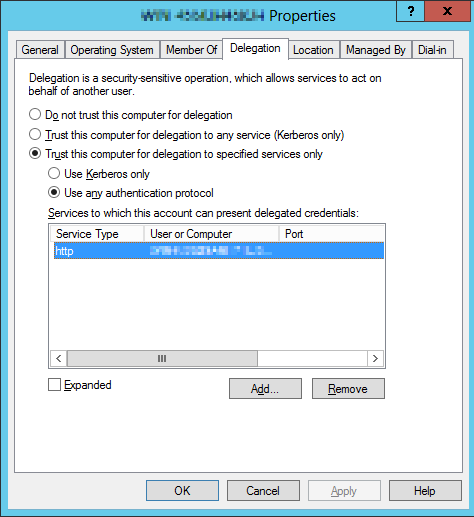 Properties
?
General
Operating System
Member Of
Delegation
Location
Managed By
Dial-in
Delegation is a security-sensitive operation, which allows services to act on
behalf of another user.
Do not trust this computer for delegation
Trust this computer for delegation to any service (Kerberos only)
Trust this computer for delegation to specified services only
Use Kerberos only
Use any authentication protocol
Services to which this account can present delegated credentials:
Service Type User or Computer Port
http
Expanded
Add...
Remove
OK
Cancel
Apply
Help